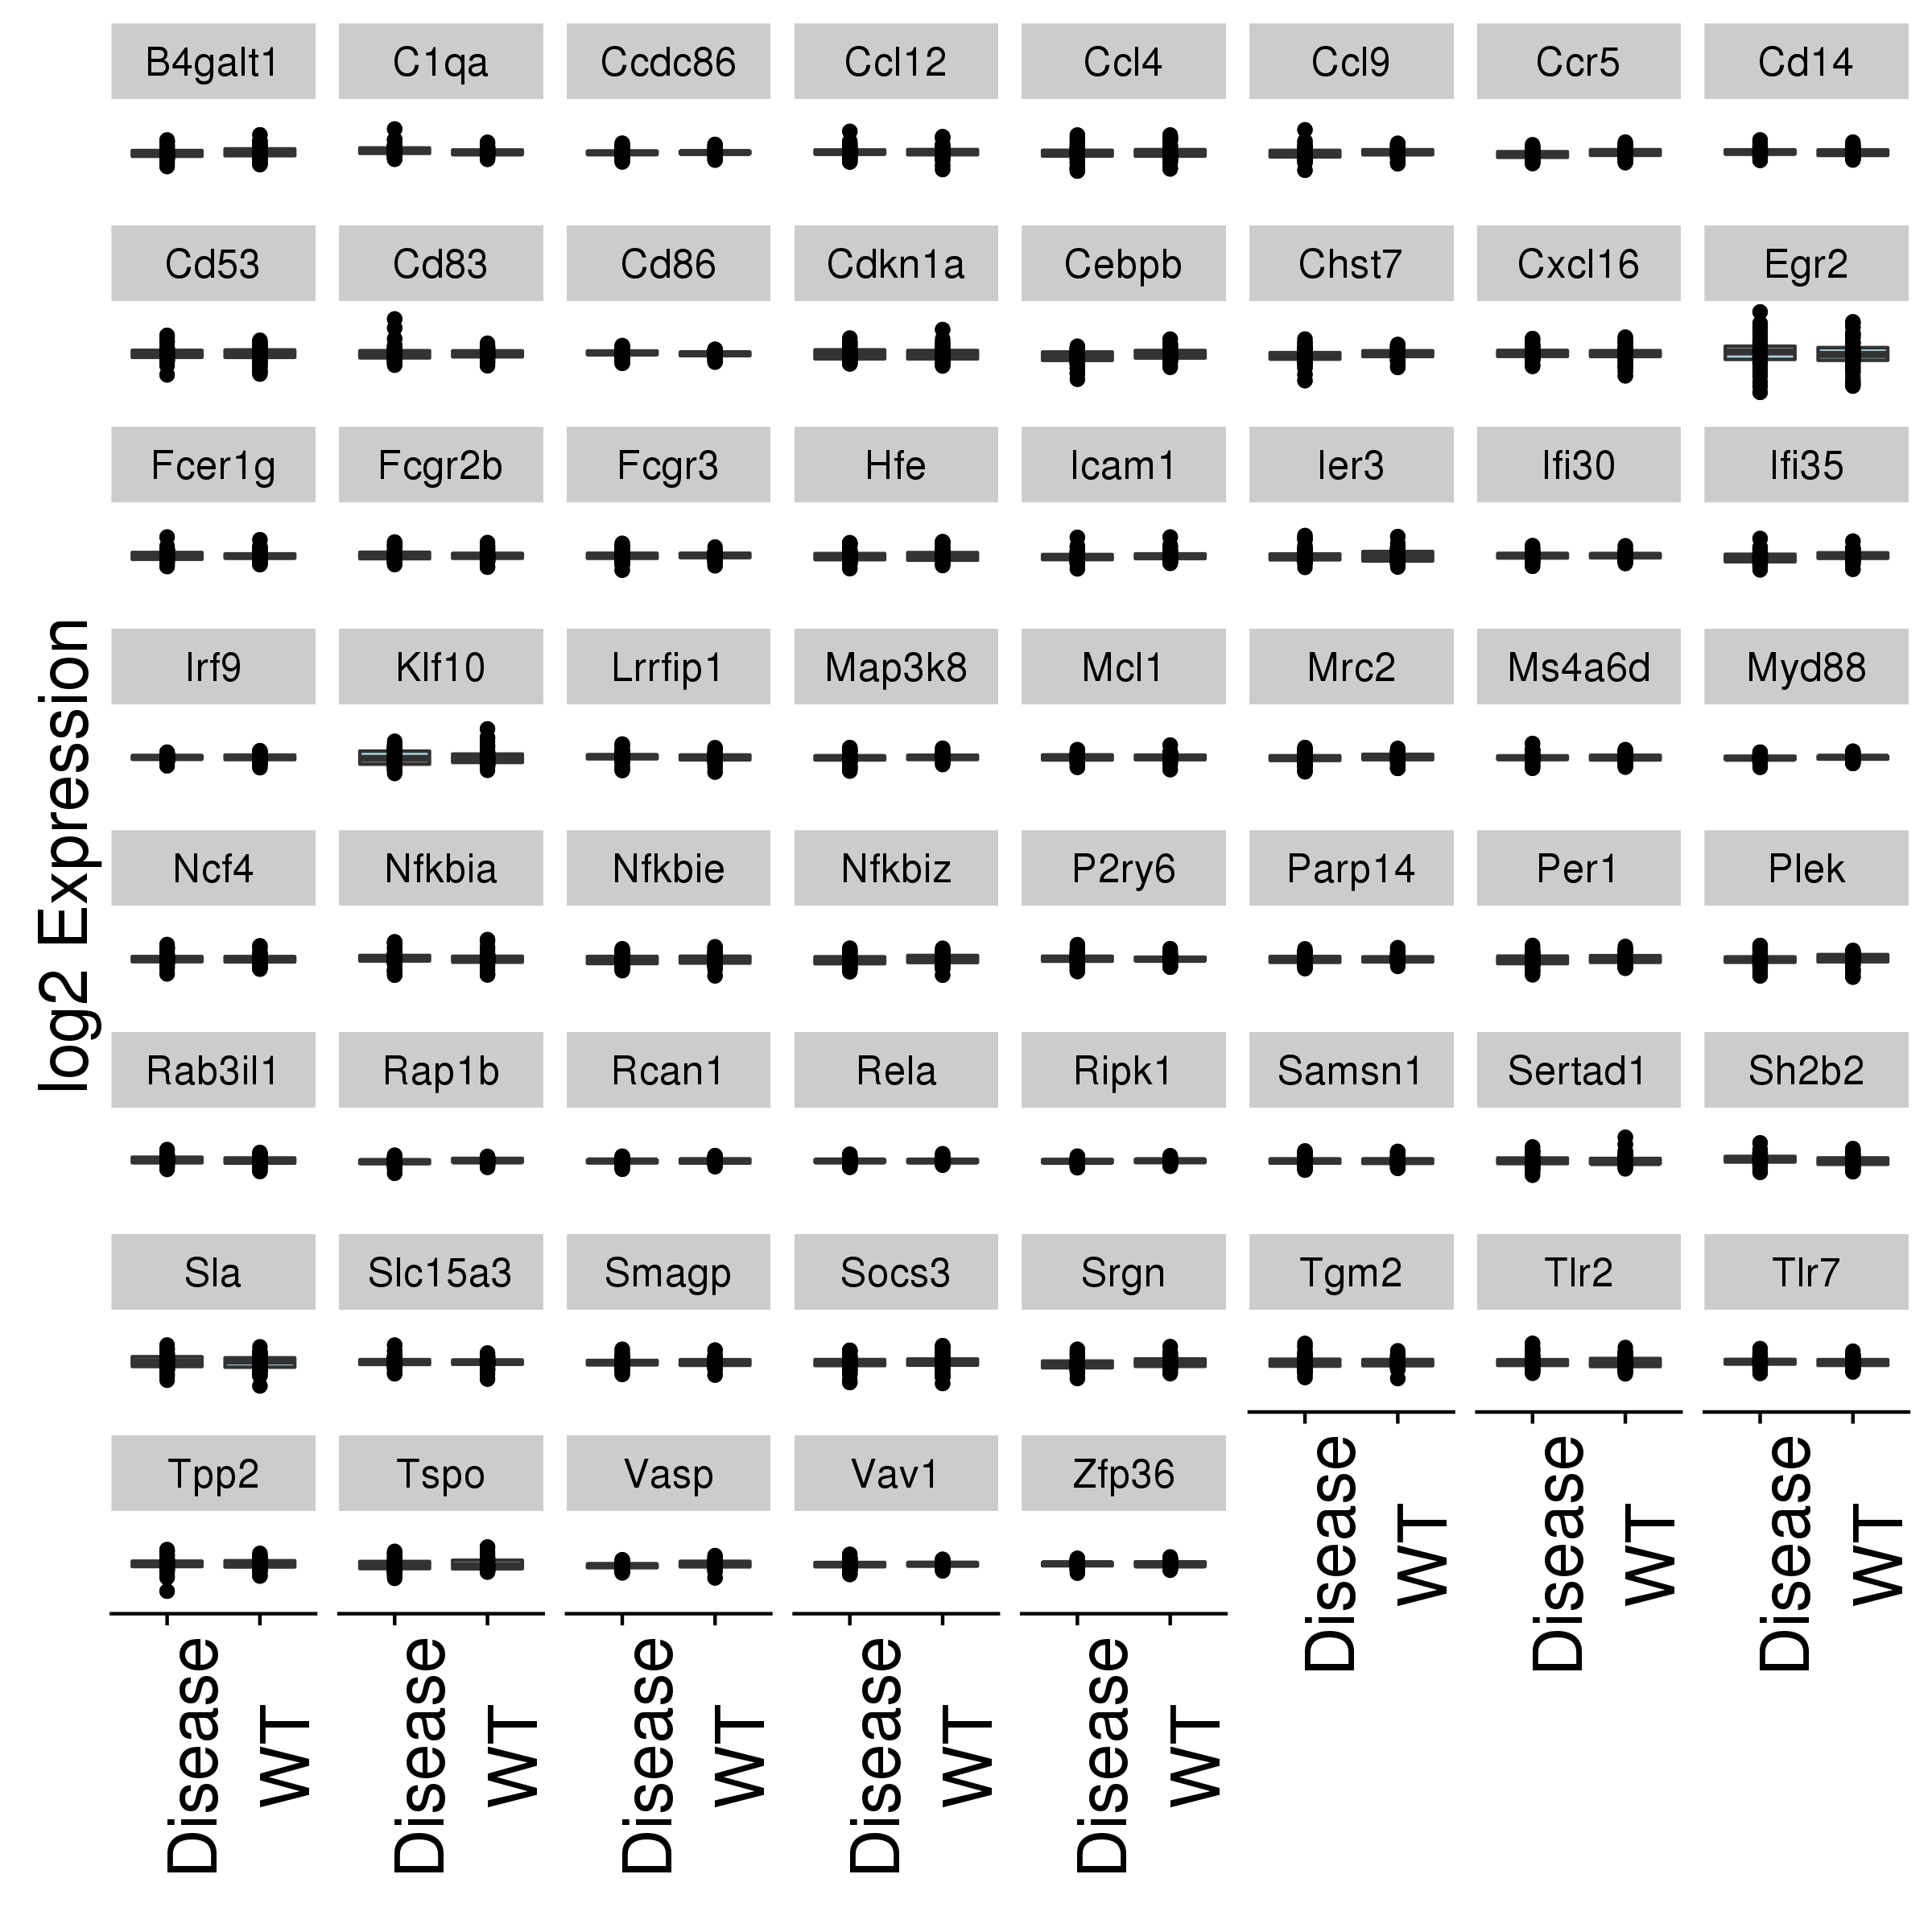 B4galt1 C1qa Ccdc86 Ccl12 Ccl4 Ccl9 Ccr5 Cd14
Cd53 Cd83 Cd86 Cdkn1a Cebpb Chst7 Cxcl16 Egr2
Fcer1g Fcgr2b Fcgr3 Hfe Icam1 Ier3 Ifi30 Ifi35
Irf9 Klf10 Lrrfip1 Map3k8 Mcl1 Mrc2 Ms4a6d Myd88
Ncf4 Nfkbia Nfkbie Nfkbiz P2ry6 Parp14 Per1 Plek
Rab3il1 Rap1b Rcan1 Rela Ripk1 Samsn1 Sertad1 Sh2b2
Sla Slc15a3 Smagp Socs3 Srgn Tgm2 Tlr2 Tlr7
Tpp2 Tspo Vasp Vav1 Zfp36
Disease WT Disease WT Disease WT
Disease WT Disease WT Disease WT Disease WT Disease WT
log2 Expression